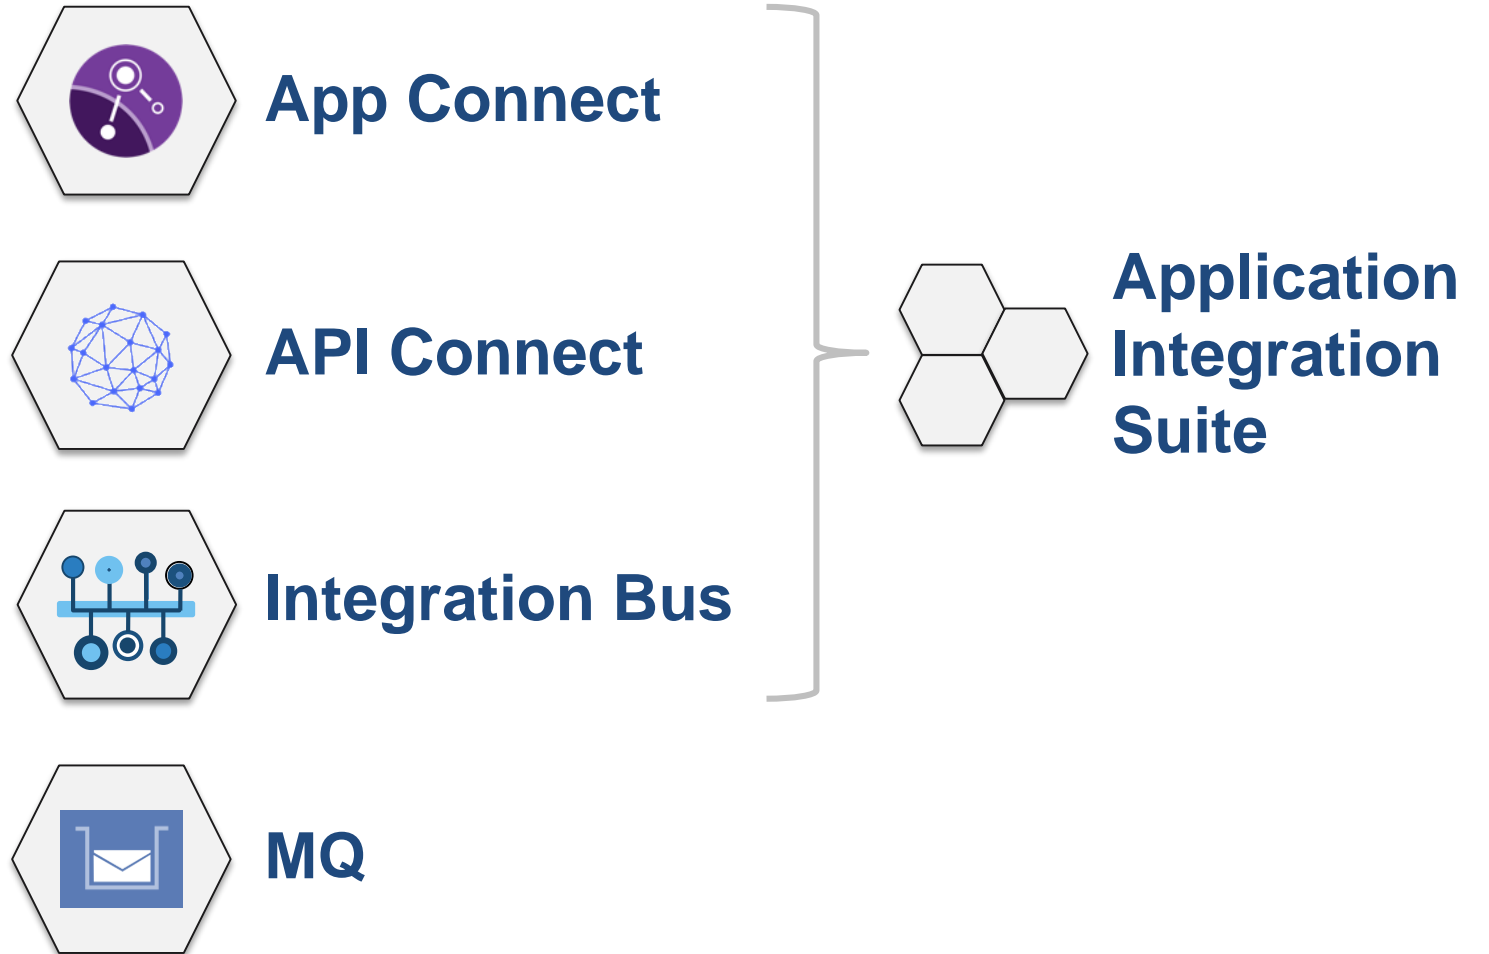 App Connect
API Connect
Integration Bus
MQ
Application
Integration
Suite